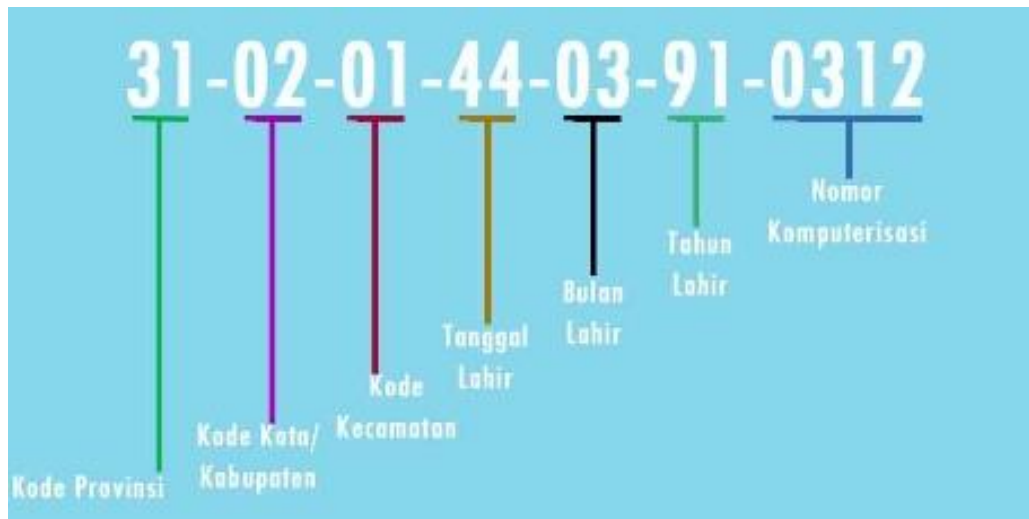 31-02-01-44-03-91-0312
Nomor
Komputerisasi
Tahun
Lahir
Bulan
Lahir
Tanggal
Lahir
Kode
Kecamatan
Kode Kota/
Kabupaten
Kode Provinsi